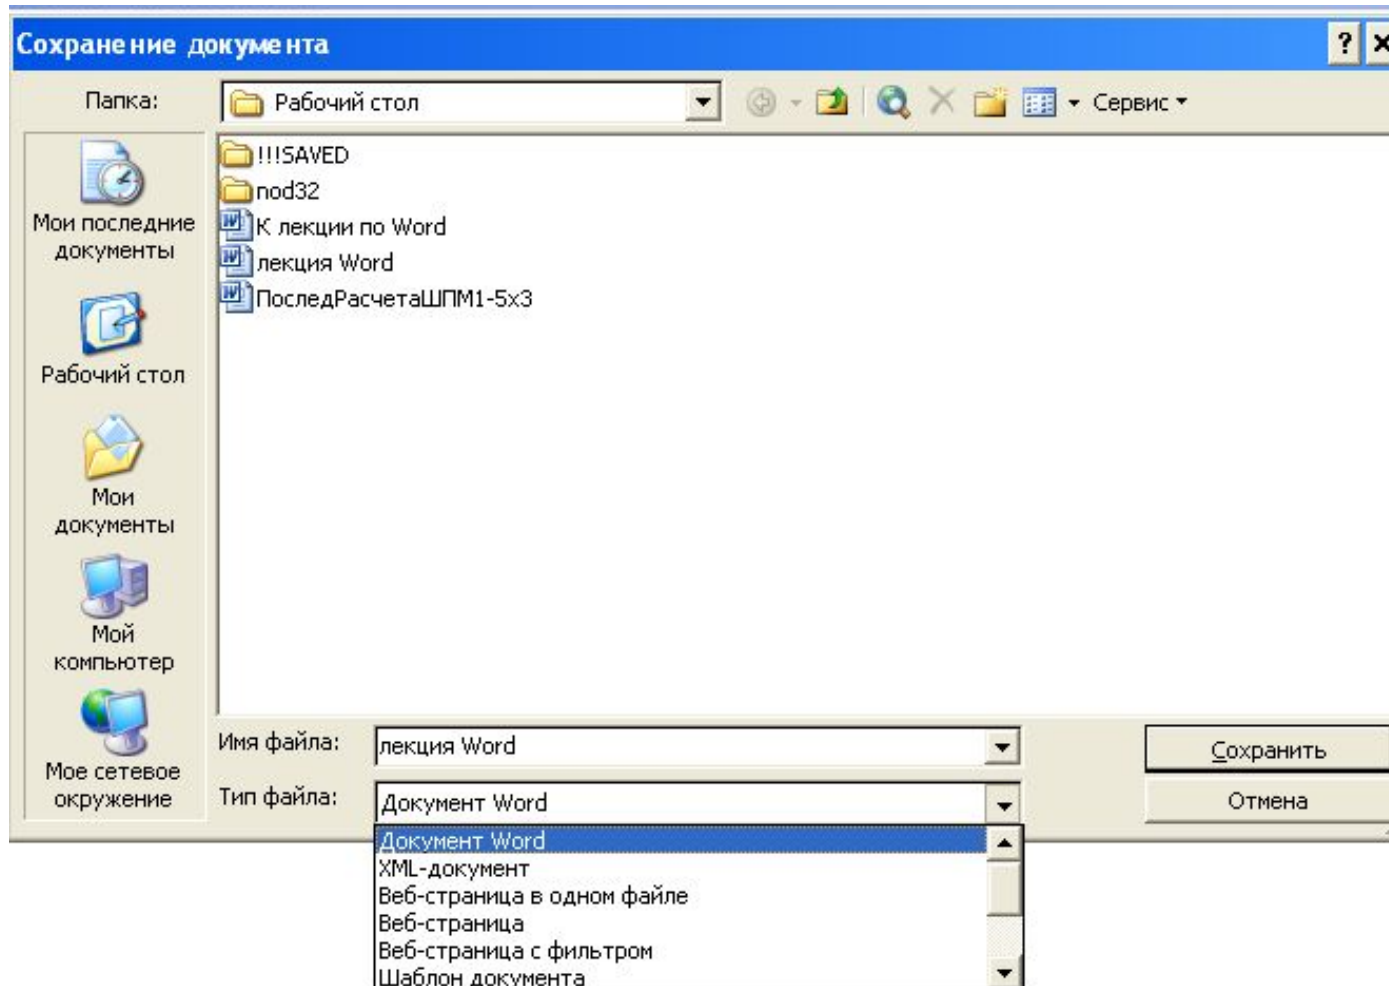 Сохранение документа
Папка:
Рабочий стол
Сервис
Мои последние
документы
Рабочий стол
Мои
документы
Мой
компьютер
Мое сетевое
окружение
!!!SAVED
nod32
К лекции по Word
лекция Word
ПоследРасчетаШПМ1-5х3
Имя файла:
лекция Word
Сохранить
Тип файла:
Документ Word
Отмена
Документ Word
XML-документ
Веб-страница в одном файле
Веб-страница
Веб-страница с фильтром
Шаблон документа